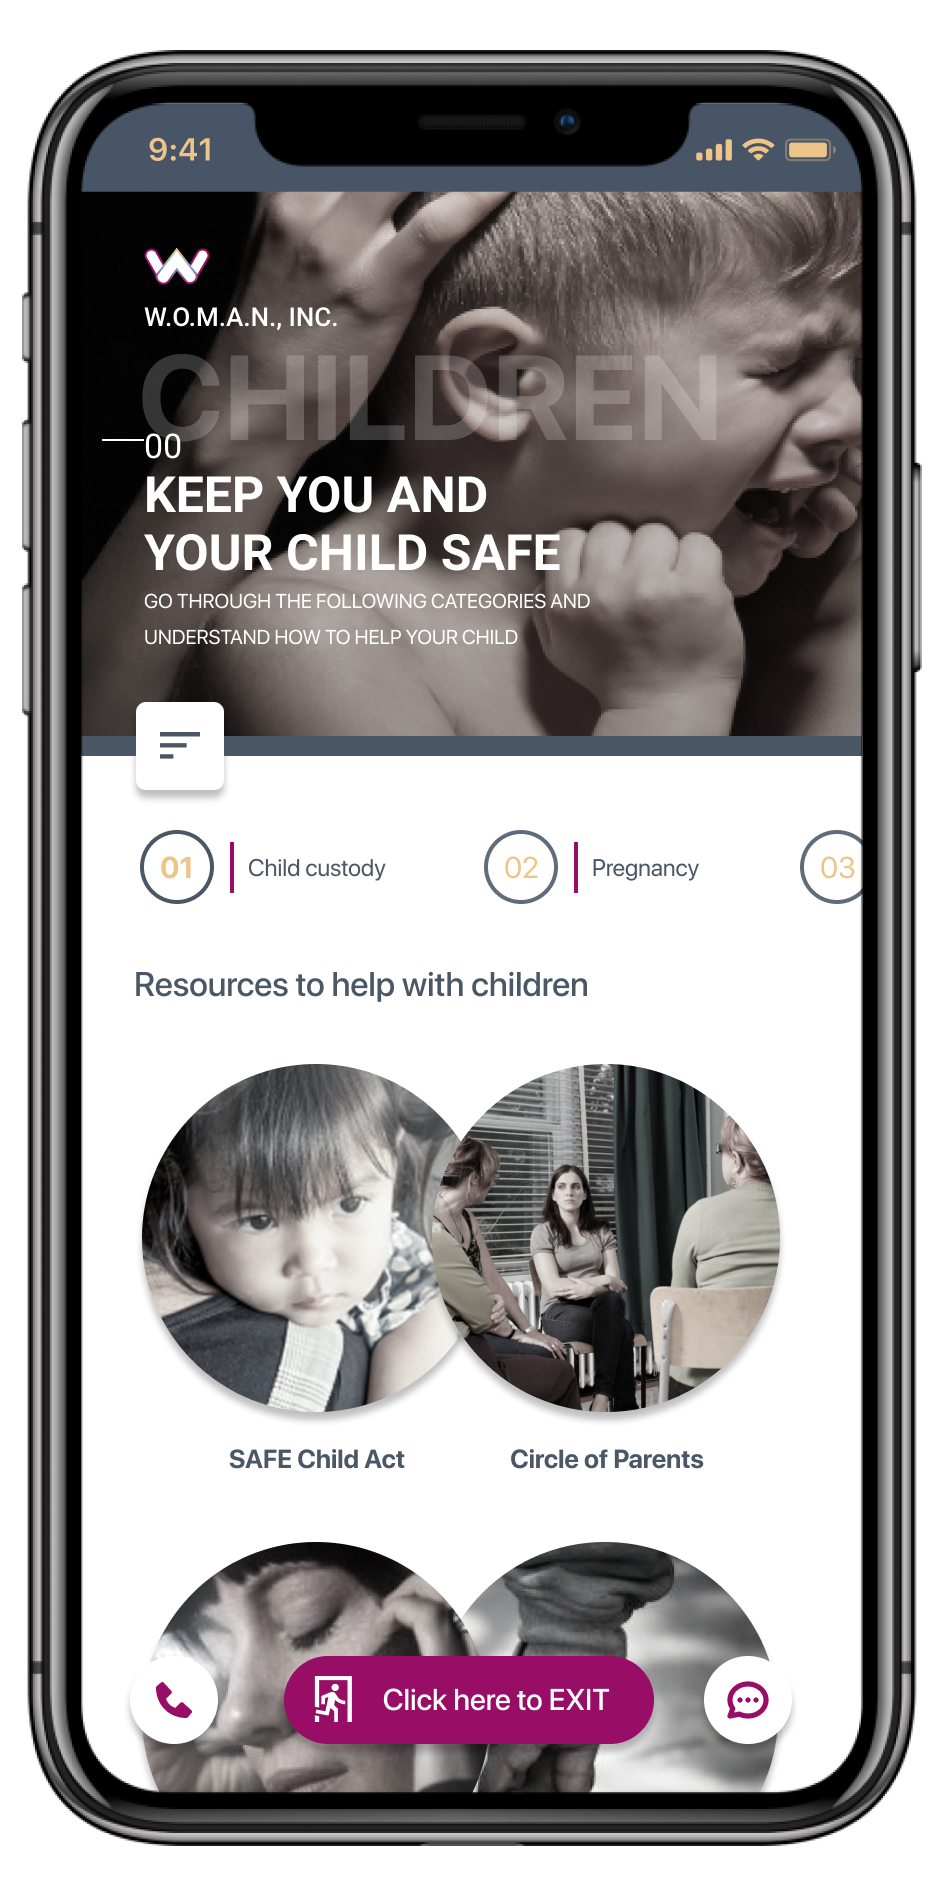 9:41
W.O.M.A.N., INC.
CHILDREN
00
KEEP YOU AND
YOUR CHILD SAFE
GO THROUGH THE FOLLOWING CATEGORIES AND
UNDERSTAND HOW TO HELP YOUR CHILD
01 Child custody 02 Pregnancy 03
Resources to help with children
SAFE Child Act Circle of Parents
Click here to EXIT